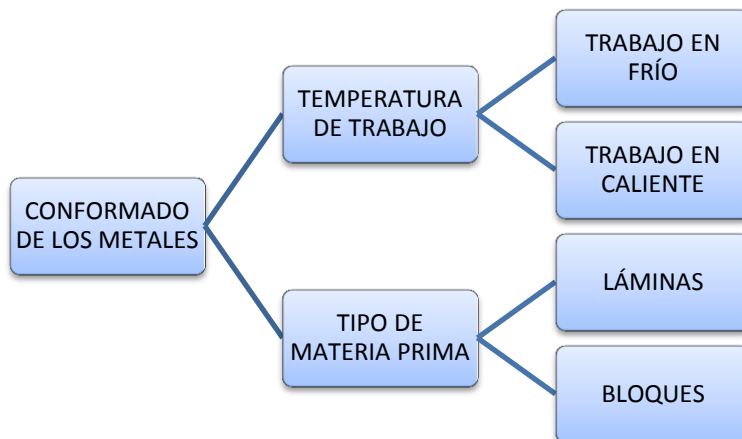 CONFORMADO
DE LOS METALES
TEMPERATURA
DE TRABAJO
TRABAJO EN
FRÍO
TRABAJO EN
CALIENTE
TIPO DE
MATERIA PRIMA
LÁMINAS
BLOQUES